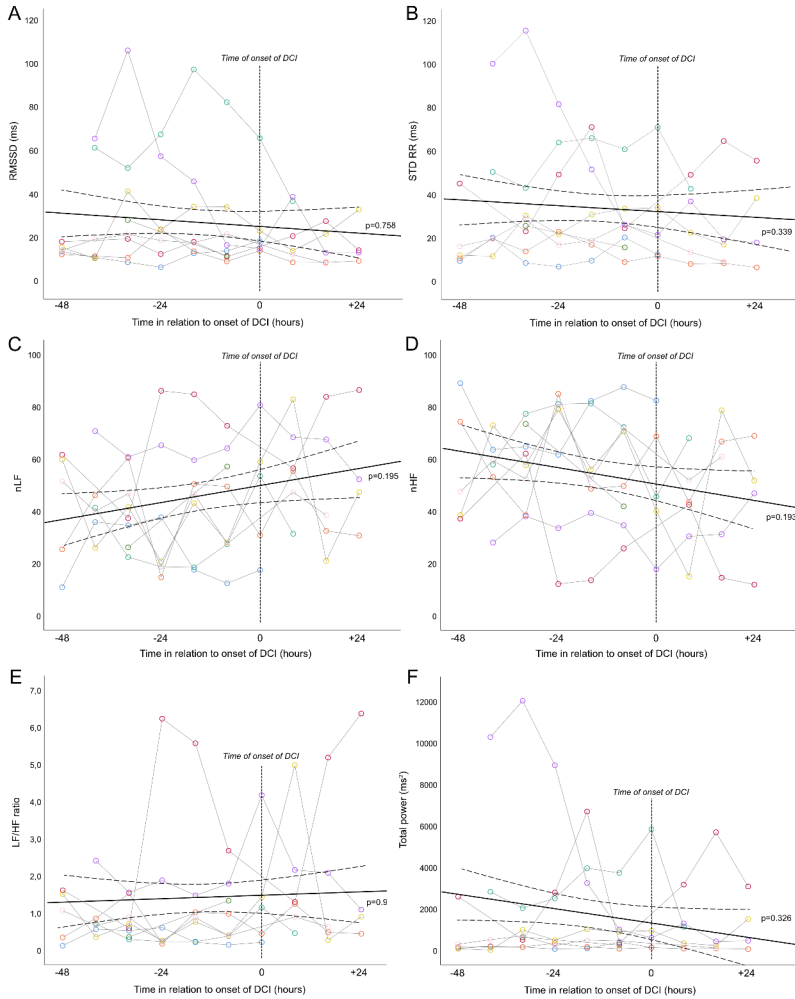 A
120
100
80
60
40
20
0
RMSSD (ms)
Time of onset of DCI
p=0.758
-48
-24
0
+24
Time in relation to onset of DCI (hours)
B
120
100
80
60
40
20
0
STD RR (ms)
Time of onset of DCI
p=0.339
-48
-24
0
+24
Time in relation to onset of DCI (hours)
C
100
80
60
40
20
0
nLF
Time of onset of DCI
p=0.195
-48
-24
0
+24
Time in relation to onset of DCI (hours)
D
100
80
60
40
20
0
nHF
Time of onset of DCI
p=0.193
-48
-24
0
+24
Time in relation to onset of DCI (hours)
E
7,0
6,0
5,0
4,0
3,0
2,0
1,0
0
LF/HF ratio
Time of onset of DCI
p=0.9
-48
-24
0
+24
Time in relation to onset of DCI (hours)
F
12000
10000
8000
6000
4000
2000
0
Total power (ms²)
Time of onset of DCI
p=0.326
-48
-24
0
+24
Time in relation to onset of DCI (hours)